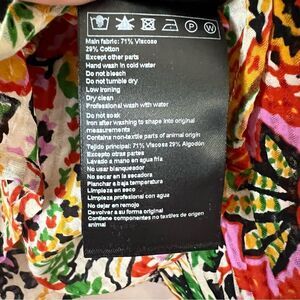 Main fabric: 71% Viscose
29% Cotton
Except other parts
Hand wash in cold water
Do not bleach
Do not tumble dry
Low ironing
Dry clean
Professional wash with water
Do not soak
Iron after washing to shape into original
measurements
Contains non-textile parts of animal origin
Tejido principal: 71% Viscosa 29% Algodón
Except otras partes
Lavado a mano en agua fría
No usar blanqueador
No secar en la secadora
Planchar a baja temperatura
Limpieza en seco
Limpieza profesional con agua
No dejar en remojo
Devolver a su forma original
Contiene componentes no textiles de origen
animal